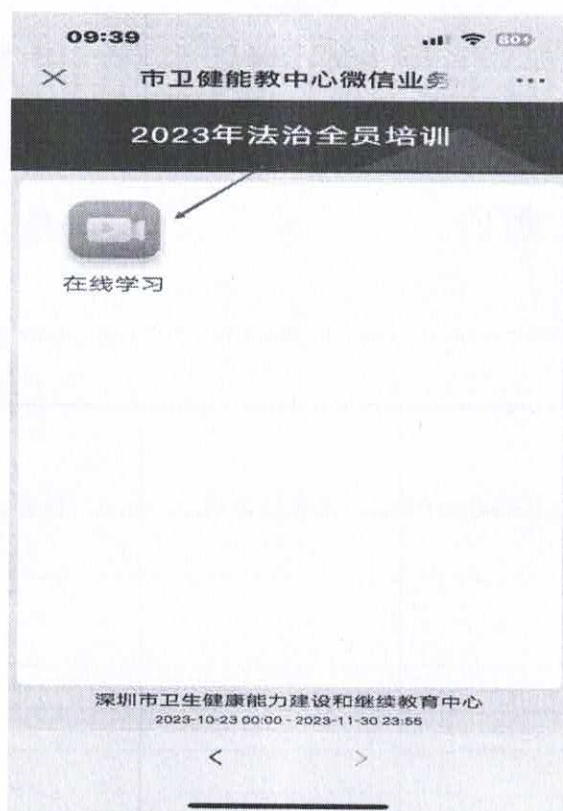 09:39
市卫健能教中心微信业务
2023年法治全员培训
在线学习
深圳市卫生健康能力建设和继续教育中心
2023-10-23 00:00 - 2023-11-30 23:55